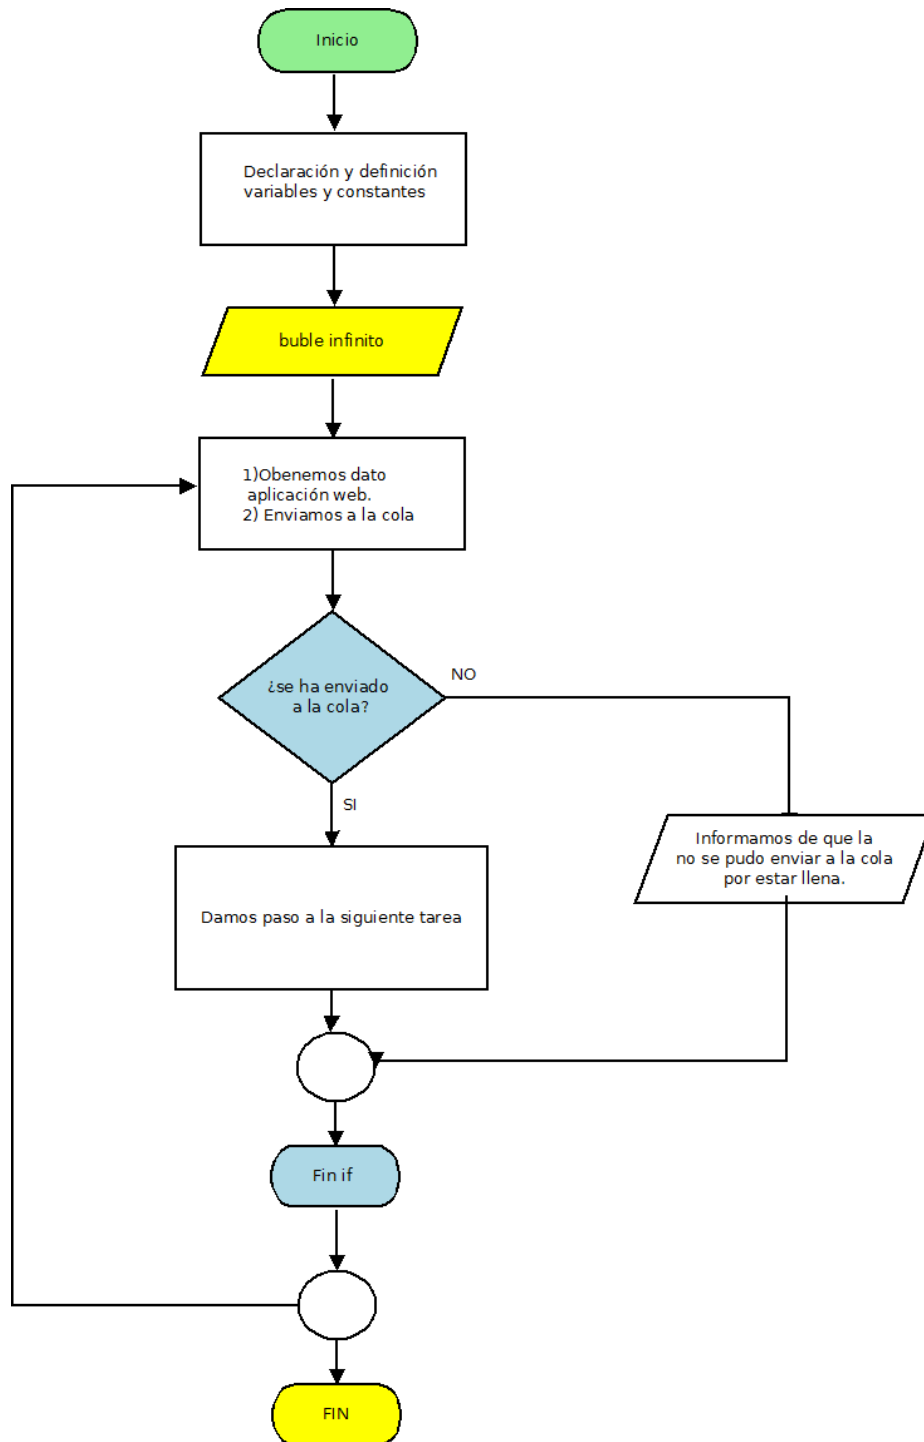 Inicio
Declaración y definición
variables y constantes
buble infinito
1)Obenemos dato
aplicación web.
2) Enviamos a la cola
¿se ha enviado
a la cola?
NO
SI
Informamos de que la
no se pudo enviar a la cola
por estar llena.
Damos paso a la siguiente tarea
Fin if
FIN